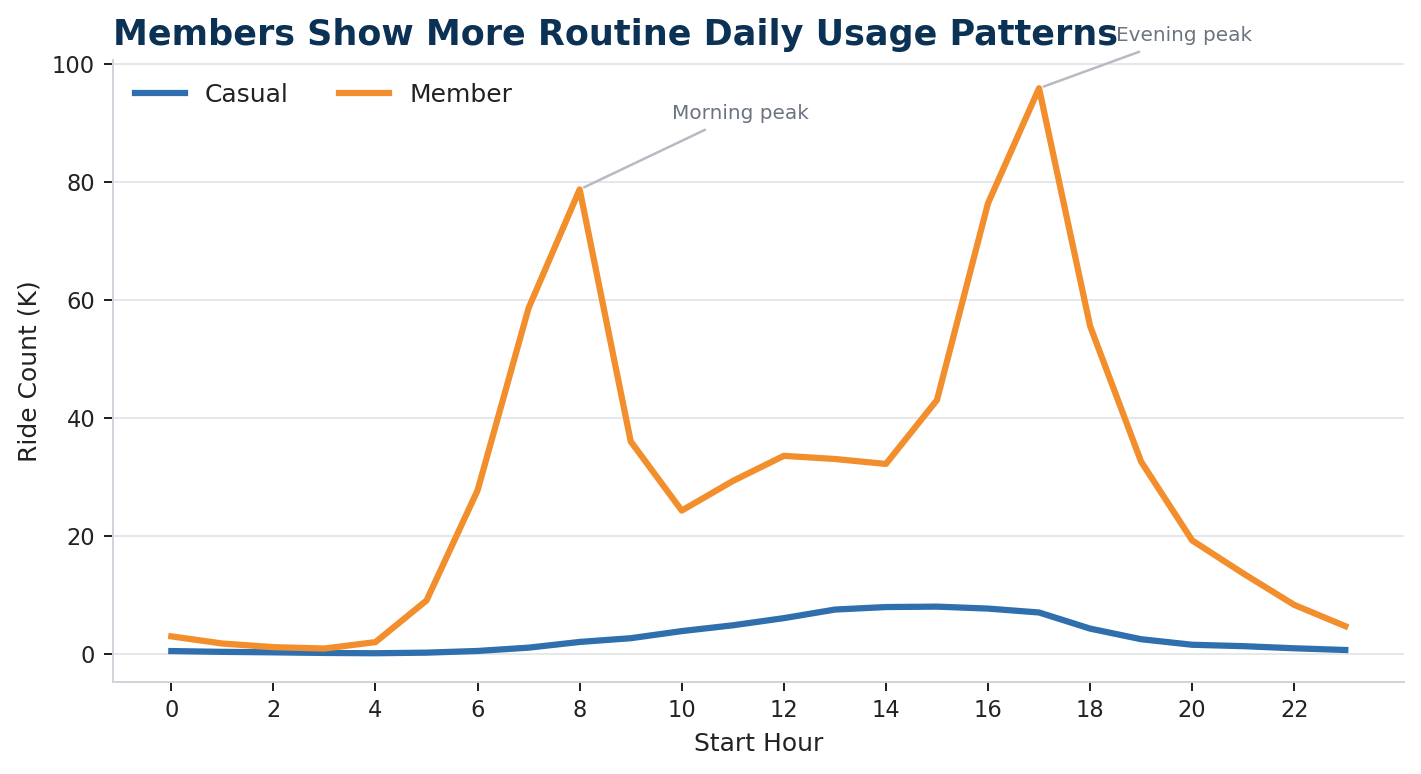 Members Show More Routine Daily Usage Patterns
Evening peak
Casual
Member
Morning peak
Ride Count (K)
100
80
60
40
20
0
0 2 4 6 8 10 12 14 16 18 20 22
Start Hour